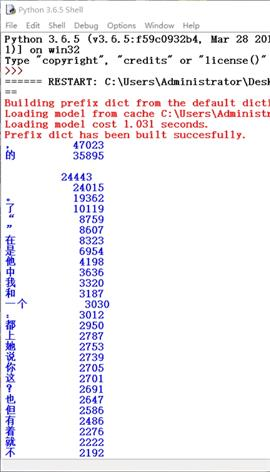 Python 3.6.5 Shell
File Edit Shell Debug Options Window Help
Python 3.6.5 (v3.6.5:f59c0932b4, Mar 28 201
1)] on win32
Type "copyright", "credits" or "license()"
>>>
====== RESTART: C:\Users\Administrator\Desk
==
Building prefix dict from the default dicti
Loading model from cache C:\Users\Administra
Loading model cost 1.031 seconds.
Prefix dict has been built succesfully.
， 47023
的 35895
24443
24015
。 19362
了 10119
“ 8759
” 8607
在 8323
是 6954
他 4198
中 3636
我 3320
和 3187
一个 3030
： 3012
都 2950
上 2787
她 2753
说 2739
你 2705
这 2701
？ 2691
也 2647
但 2586
有 2486
着 2276
就 2222
不 2192